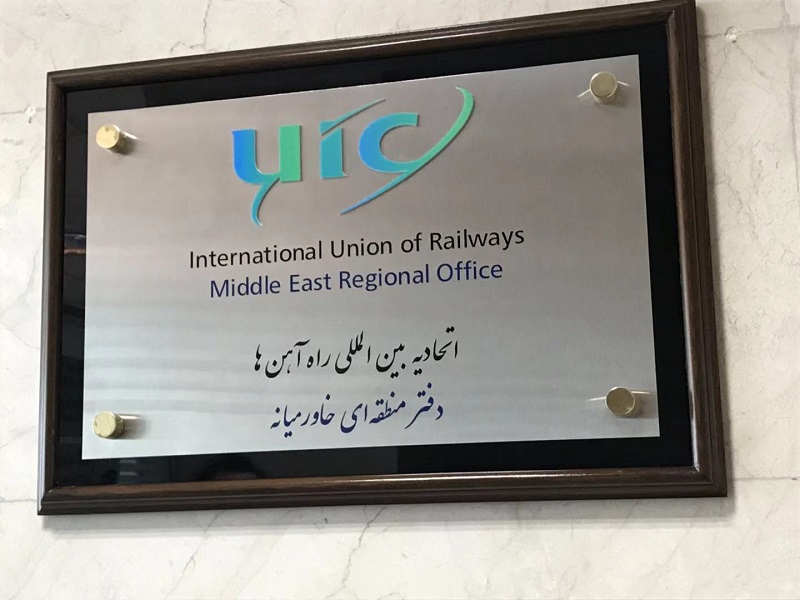 uic
International Union of Railways
Middle East Regional Office
اتحادیه بین المللی راه آهن ها
دفتر منطقه‌ای خاورمیانه